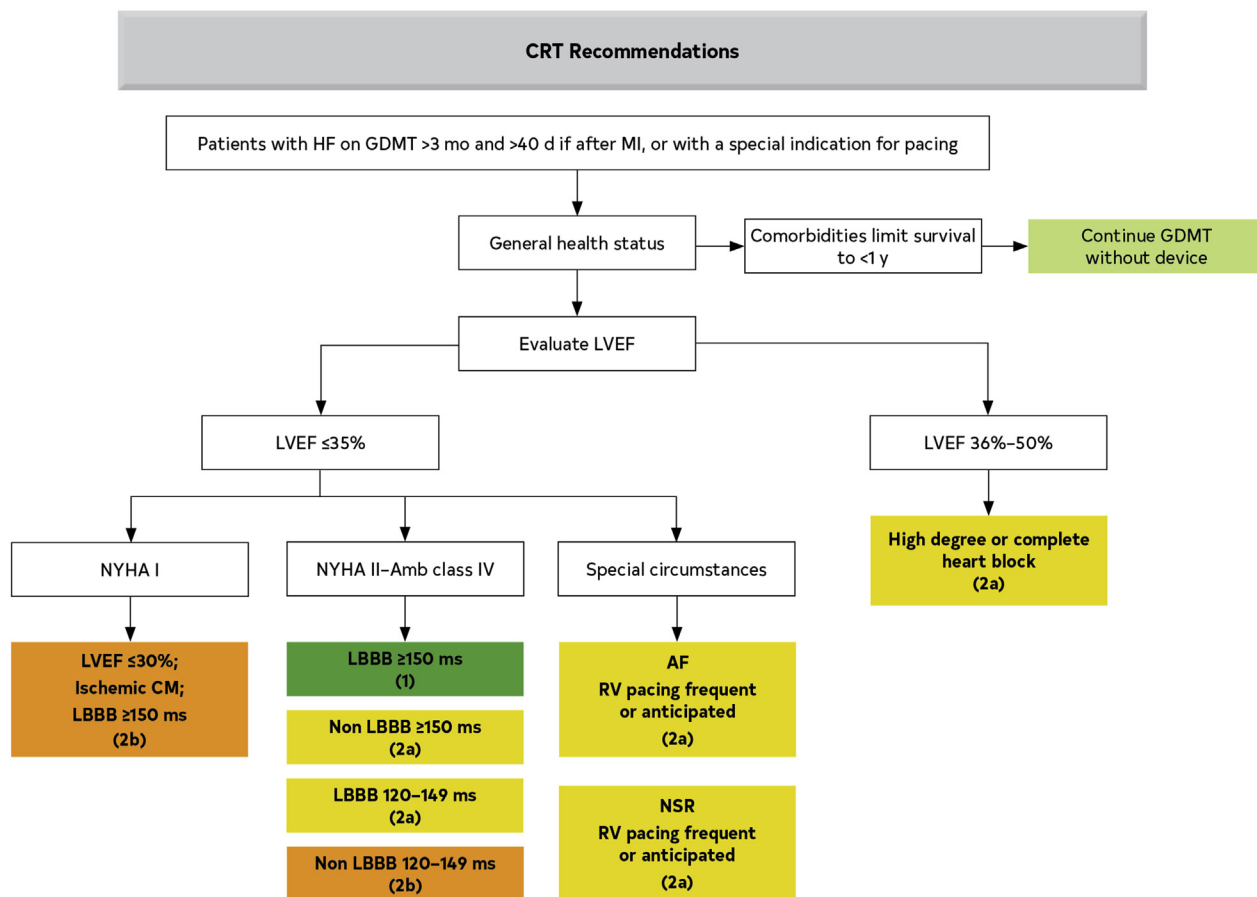 CRT Recommendations
Patients with HF on GDMT >3 mo and >40 d if after MI, or with a special indication for pacing
General health status
Comorbidities limit survival
to <1 y
Continue GDMT
without device
Evaluate LVEF
LVEF ≤35%
LVEF 36%–50%
NYHA I
NYHA II–Amb class IV
Special circumstances
High degree or complete
heart block
(2a)
LVEF ≤30%;
Ischemic CM;
LBBB ≥150 ms
(2b)
LBBB ≥150 ms
(1)
Non LBBB ≥150 ms
(2a)
LBBB 120–149 ms
(2a)
Non LBBB 120–149 ms
(2b)
AF
RV pacing frequent
or anticipated
(2a)
NSR
RV pacing frequent
or anticipated
(2a)